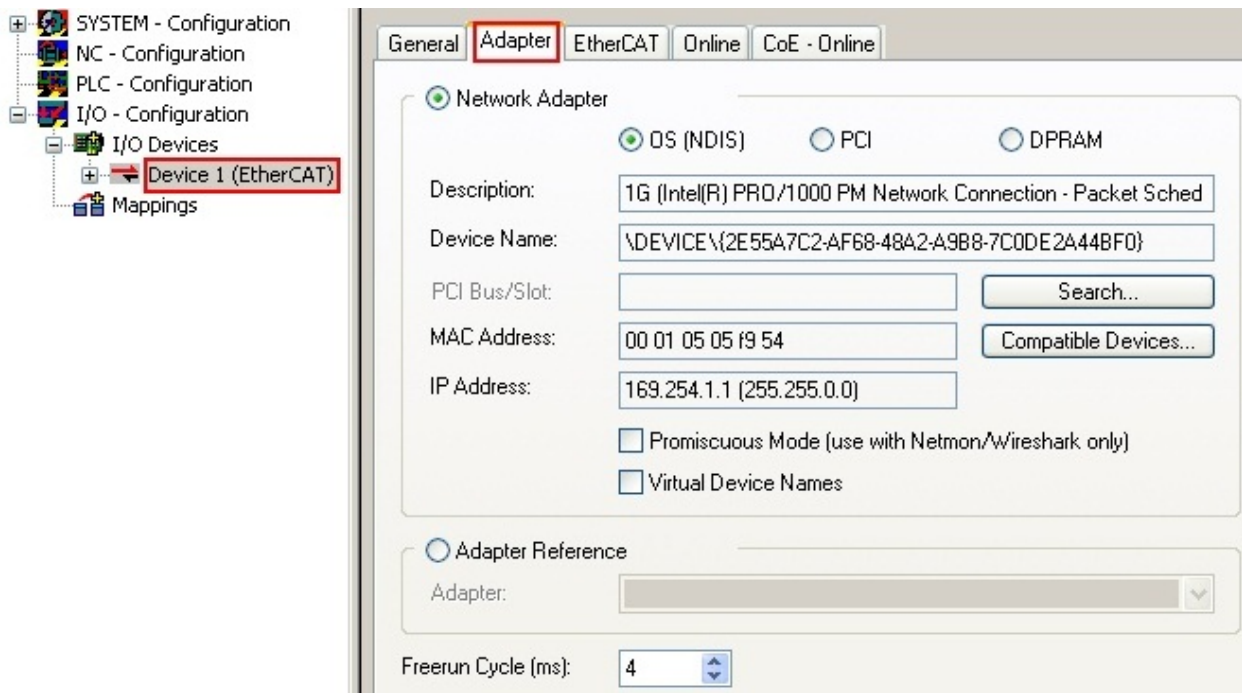 SYSTEM - Configuration
NC - Configuration
PLC - Configuration
I/O - Configuration
I/O Devices
Device 1 (EtherCAT)
Mappings
General Adapter EtherCAT Online CoE - Online
Network Adapter
OS (NDIS) PCI DPRAM
Description: 1G (Intel(R) PRO/1000 PM Network Connection - Packet Sched
Device Name: \DEVICE\{2E55A7C2-AF68-48A2-A9B8-7C0DE2A44BF0}
PCI Bus/Slot: Search...
MAC Address: 00 01 05 05 f9 54 Compatible Devices...
IP Address: 169.254.1.1 (255.255.0.0)
Promiscuous Mode (use with Netmon/Wireshark only)
Virtual Device Names
Adapter Reference
Adapter:
Freerun Cycle (ms): 4